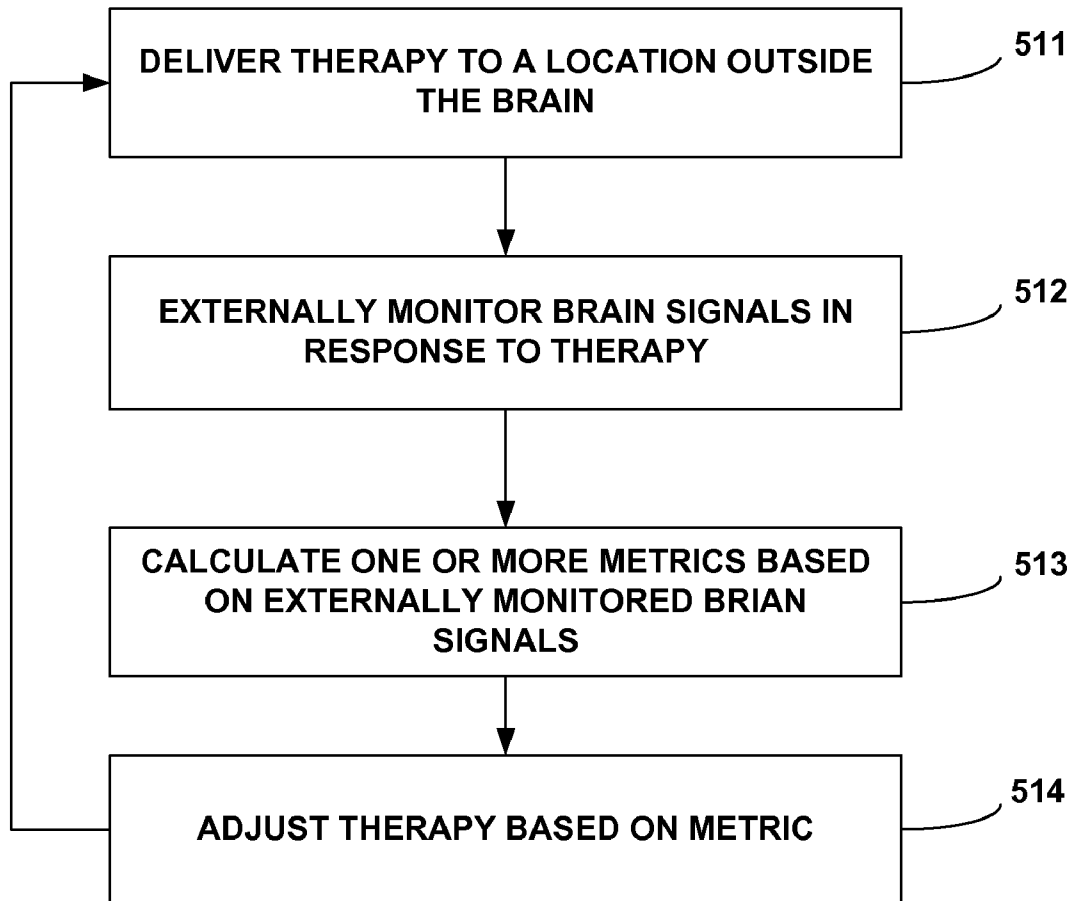 DELIVER THERAPY TO A LOCATION OUTSIDE
THE BRAIN
511
EXTERNALLY MONITOR BRAIN SIGNALS IN
RESPONSE TO THERAPY
512
CALCULATE ONE OR MORE METRICS BASED
ON EXTERNALLY MONITORED BRIAN
SIGNALS
513
ADJUST THERAPY BASED ON METRIC
514